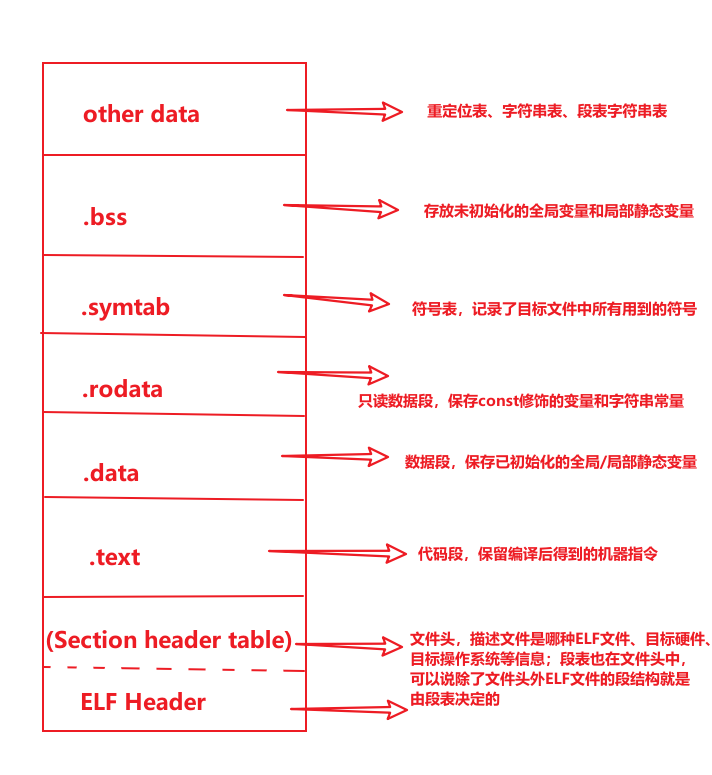 other data
重定位表、字符串表、段表字符串表
.bss
存放未初始化的全局变量和局部静态变量
.symtab
符号表，记录了目标文件中所有用到的符号
.rodata
只读数据段，保存const修饰的变量和字符串常量
.data
数据段，保存已初始化的全局/局部静态变量
.text
代码段，保留编译后得到的机器指令
(Section header table)
文件头，描述文件是哪种ELF文件、目标硬件、
目标操作系统等信息；段表也在文件头中，
可以说除了文件头外ELF文件的段结构就是
由段表决定的
ELF Header